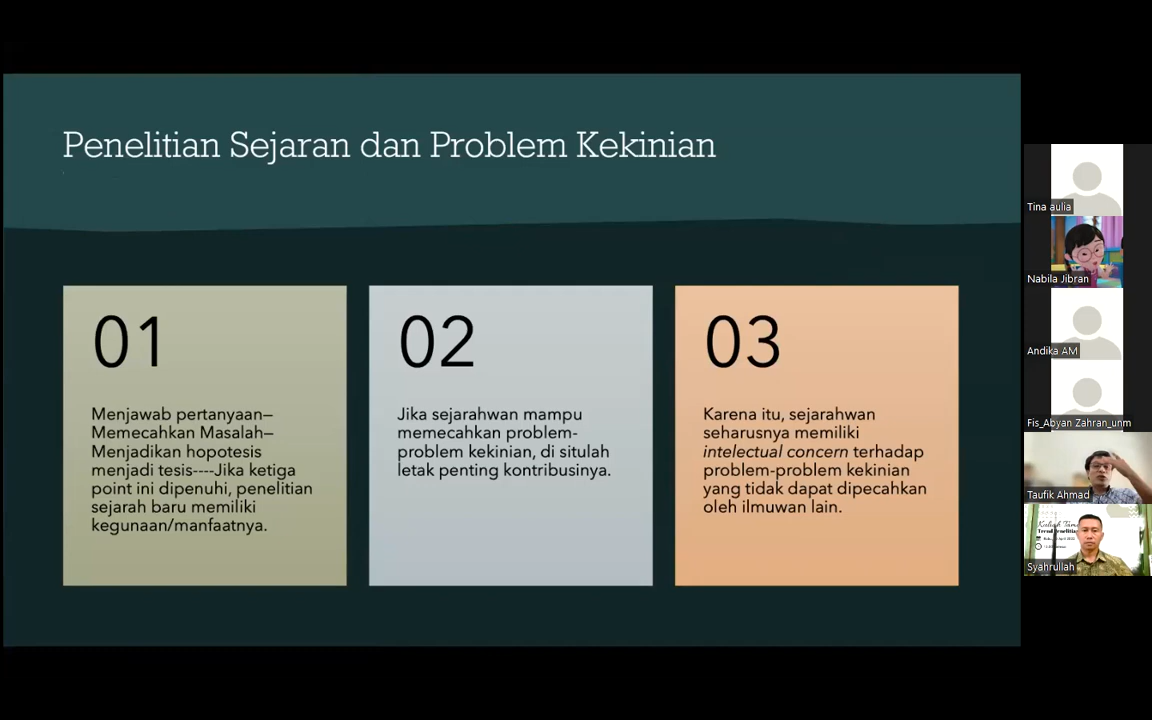 Penelitian Sejaran dan Problem Kekinian
01
Menjawab pertanyaan—
Memecahkan Masalah—
Menjadikan hopotesis
menjadi tesis----Jika ketiga
point ini dipenuhi, penelitian
sejarah baru memiliki
kegunaan/manfaatnya.
02
Jika sejarahwan mampu
memecahkan problem-
problem kekinian, di situlah
letak penting kontribusinya.
03
Karena itu, sejarahwan
seharusnya memiliki
intelectual concern terhadap
problem-problem kekinian
yang tidak dapat dipecahkan
oleh ilmuwan lain.
Tina aulia
Nabila Jibran
Andika AM
Fis_Abyan Zahran_unm
Taufik Ahmad
Syahrullah